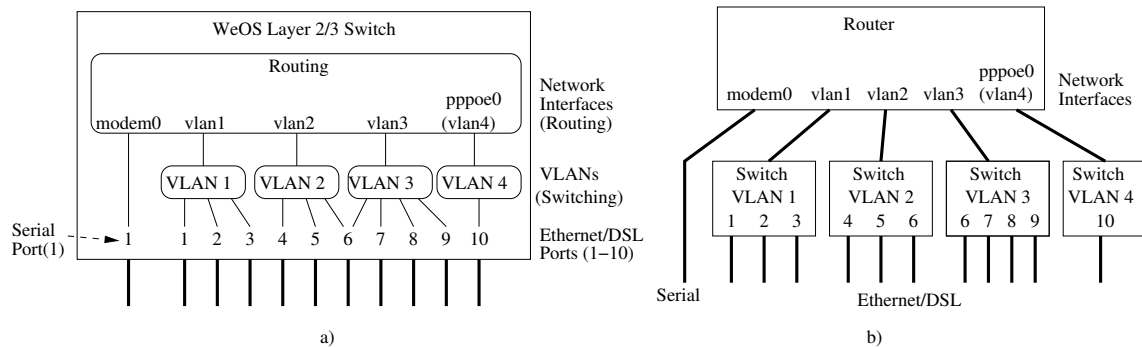 WeOS Layer 2/3 Switch
Routing
pppoe0
modem0 vlan1 vlan2 vlan3 (vlan4)
Network
Interfaces
(Routing)
VLAN 1 VLAN 2 VLAN 3 VLAN 4
VLANs
(Switching)
Serial
Port(1)
1 1 2 3 4 5 6 7 8 9 10
Ethernet/DSL
Ports (1−10)
a)
Router
pppoe0
modem0 vlan1 vlan2 vlan3 (vlan4)
Network
Interfaces
Switch
VLAN 1
1 2 3
Switch
VLAN 2
4 5 6
Switch
VLAN 3
6 7 8 9
Switch
VLAN 4
10
Serial
Ethernet/DSL
b)